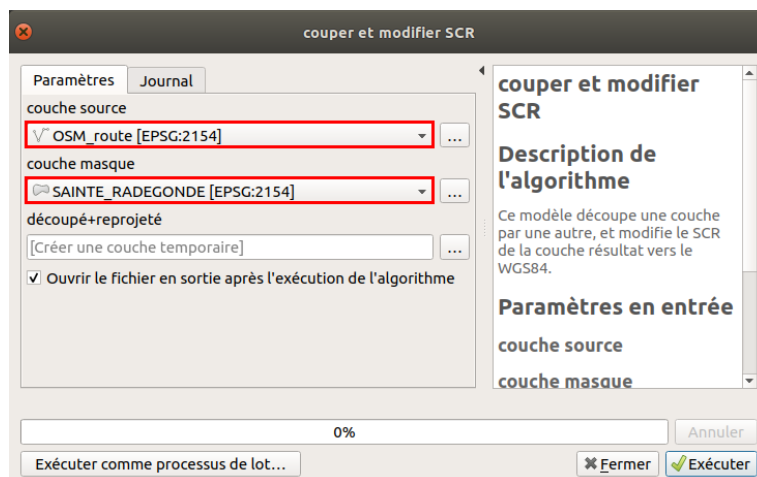 couper et modifier SCR
Paramètres
Journal
couche source
OSM_route [EPSG:2154]
...
couche masque
SAINTE_RADEGONDE [EPSG:2154]
...
découpé+reprojeté
[Créer une couche temporaire]
...
Ouvrir le fichier en sortie après l'exécution de l'algorithme
couper et modifier
SCR
Description de
l'algorithme
Ce modèle découpe une couche
par une autre, et modifie le SCR
de la couche résultat vers le
WGS84.
Paramètres en entrée
couche source
couche masque
0%
Annuler
Exécuter comme processus de lot...
Fermer
Exécuter